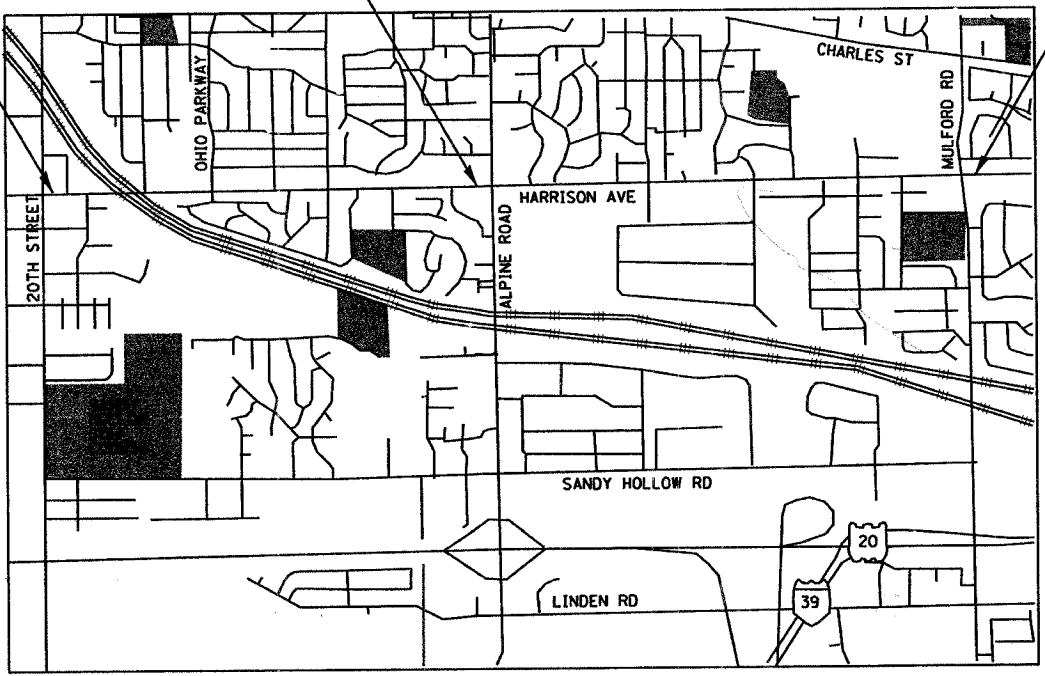 CHARLES ST
OHIO PARKWAY
MULFORD RD
HARRISON AVE
20TH STREET
ALPINE ROAD
SANDY HOLLOW RD
20
39
LINDEN RD